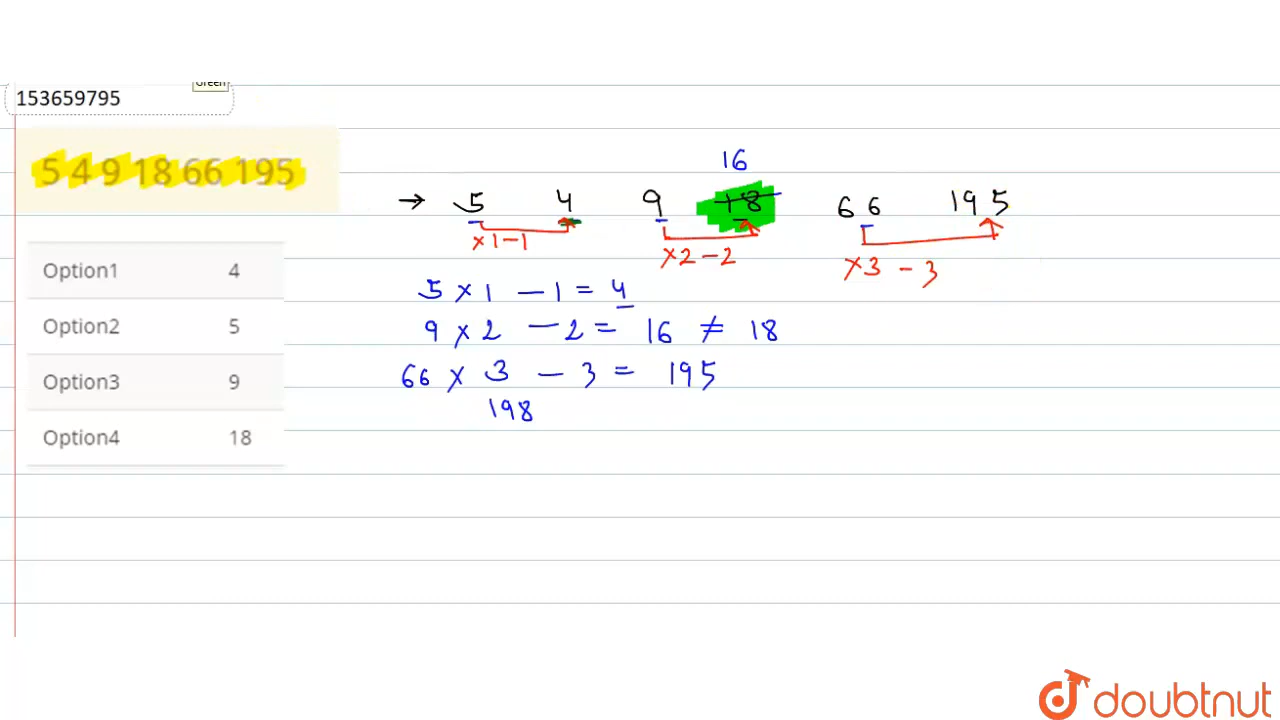 Green
153659795
5 4 9 18 66 195
Option1 4
Option2 5
Option3 9
Option4 18
16
→ 5 4 9 18 66 195
×1-1 ×2-2 ×3-3
5 × 1 - 1 = 4
9 × 2 - 2 = 16 ≠ 18
66 × 3 - 3 = 195
198
doubtnut